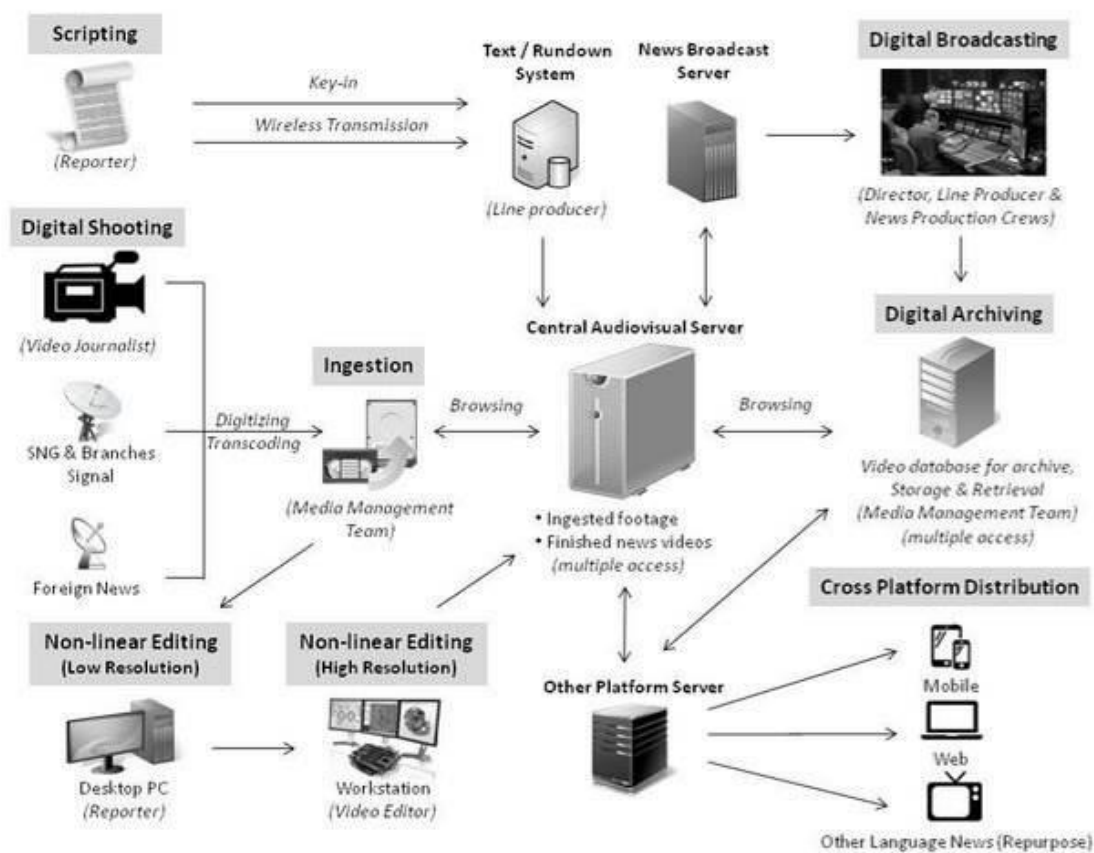 Scripting
(Reporter)
Key-in
Wireless Transmission
Text / Rundown
System
(Line producer)
News Broadcast
Server
Digital Broadcasting
(Director, Line Producer &
News Production Crews)
Digital Shooting
(Video Journalist)
SNG & Branches
Signal
Foreign News
Digitizing
Transcoding
Ingestion
(Media Management
Team)
Browsing
Central Audiovisual Server
• Ingested footage
• Finished news videos
(multiple access)
Browsing
Digital Archiving
Video database for archive,
Storage & Retrieval
(Media Management Team)
(multiple access)
Non-linear Editing
(Low Resolution)
Desktop PC
(Reporter)
Non-linear Editing
(High Resolution)
Workstation
(Video Editor)
Other Platform Server
Cross Platform Distribution
Mobile
Web
Other Language News (Repurpose)